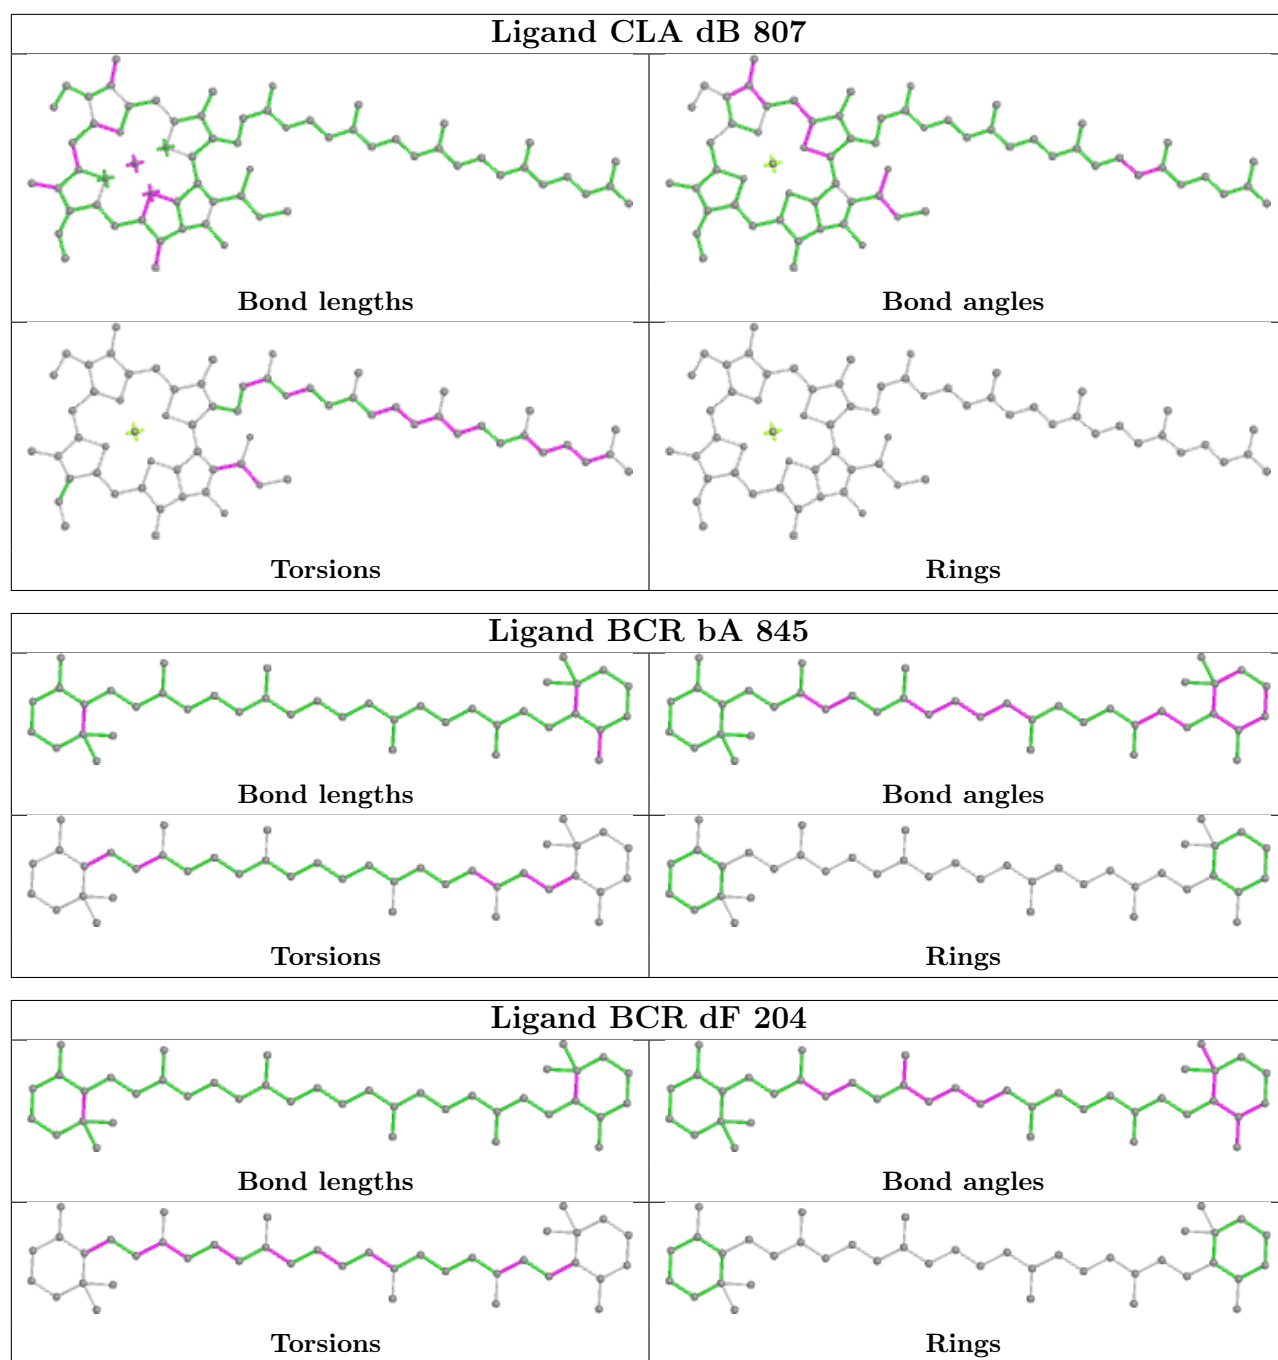 Ligand CLA dB 807
Bond lengths
Bond angles
Torsions
Rings
Ligand BCR bA 845
Bond lengths
Bond angles
Torsions
Rings
Ligand BCR dF 204
Bond lengths
Bond angles
Torsions
Rings